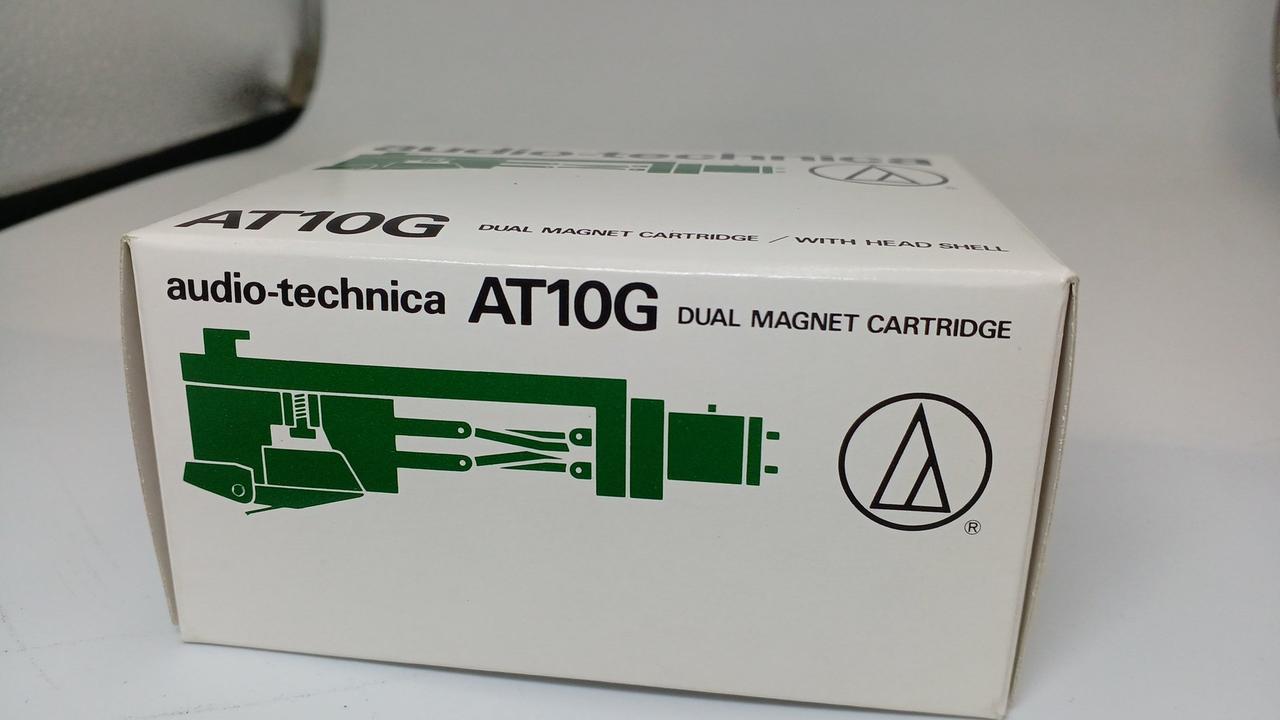 audio-technica
AT10G DUAL MAGNET CARTRIDGE / WITH HEAD SHELL
audio-technica AT10G DUAL MAGNET CARTRIDGE
®